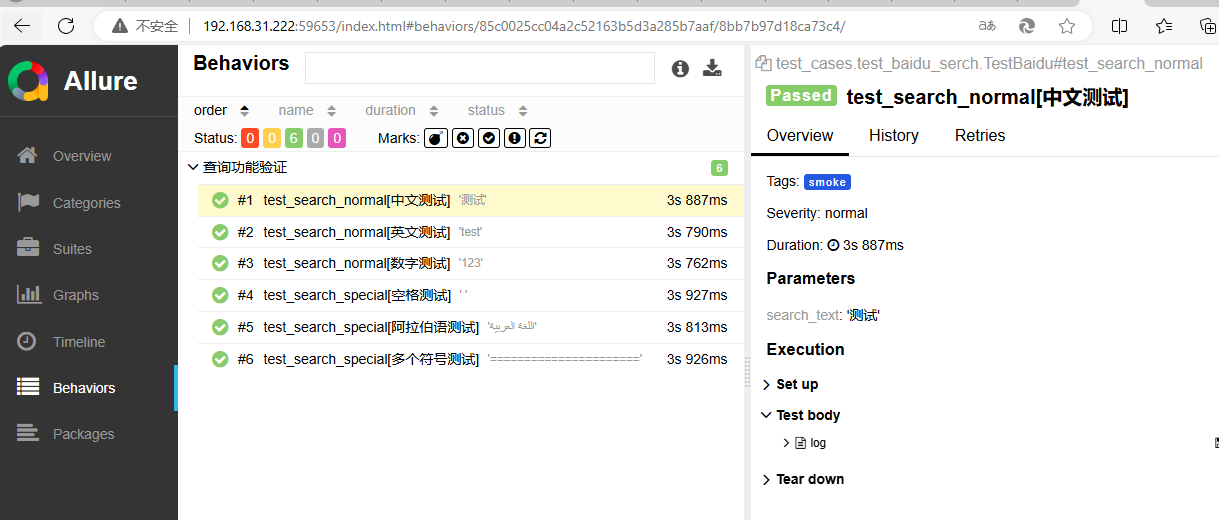 不安全 192.168.31.222:59653/index.html#behaviors/85c0025cc04a2c52163b5d3a285b7aaf/8bb7b97d18ca73c4/ あ
Allure
Overview
Categories
Suites
Graphs
Timeline
Behaviors
Packages
Behaviors
order name duration status
Status: 0 0 6 0 0 Marks:
查询功能验证 6
#1 test_search_normal[中文测试] '测试' 3s 887ms
#2 test_search_normal[英文测试] 'test' 3s 790ms
#3 test_search_normal[数字测试] '123' 3s 762ms
#4 test_search_special[空格测试] ' ' 3s 927ms
#5 test_search_special[阿拉伯语测试] 'اللغة العربية' 3s 813ms
#6 test_search_special[多个符号测试] '======================' 3s 926ms
test_cases.test_baidu_serch.TestBaidu#test_search_normal
Passed test_search_normal[中文测试]
Overview History Retries
Tags: smoke
Severity: normal
Duration: 3s 887ms
Parameters
search_text: '测试'
Execution
Set up
Test body
log
Tear down